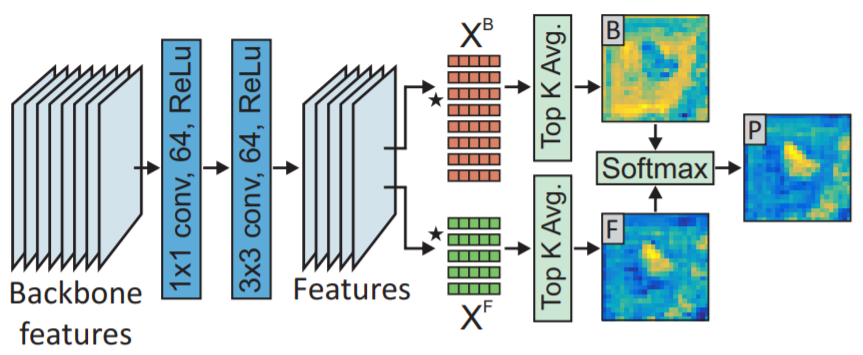 Backbone
features
1x1 conv, 64, ReLu
3x3 conv, 64, ReLu
Features
X^B
★
Top K Avg.
B
★
X^F
Top K Avg.
F
Softmax
P